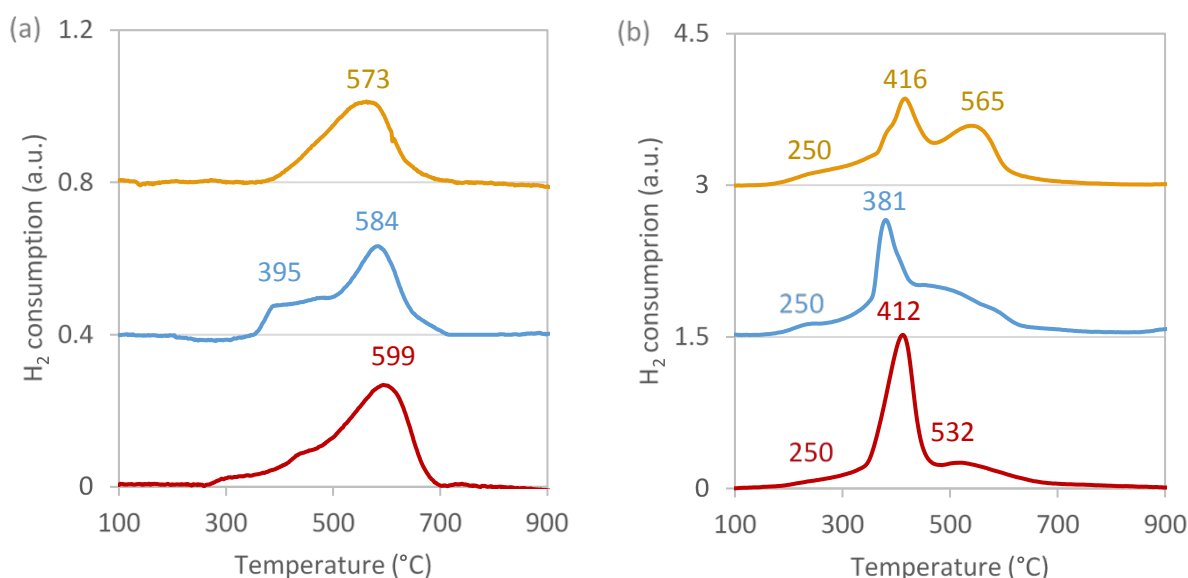 (a)
1.2
0.8
0.4
0
H2 consumption (a.u.)
573
584
395
599
100 300 500 700 900
Temperature (°C)
(b)
4.5
3
1.5
0
H2 consumprion (a.u.)
416
565
250
381
250
412
532
250
100 300 500 700 900
Temperature (°C)